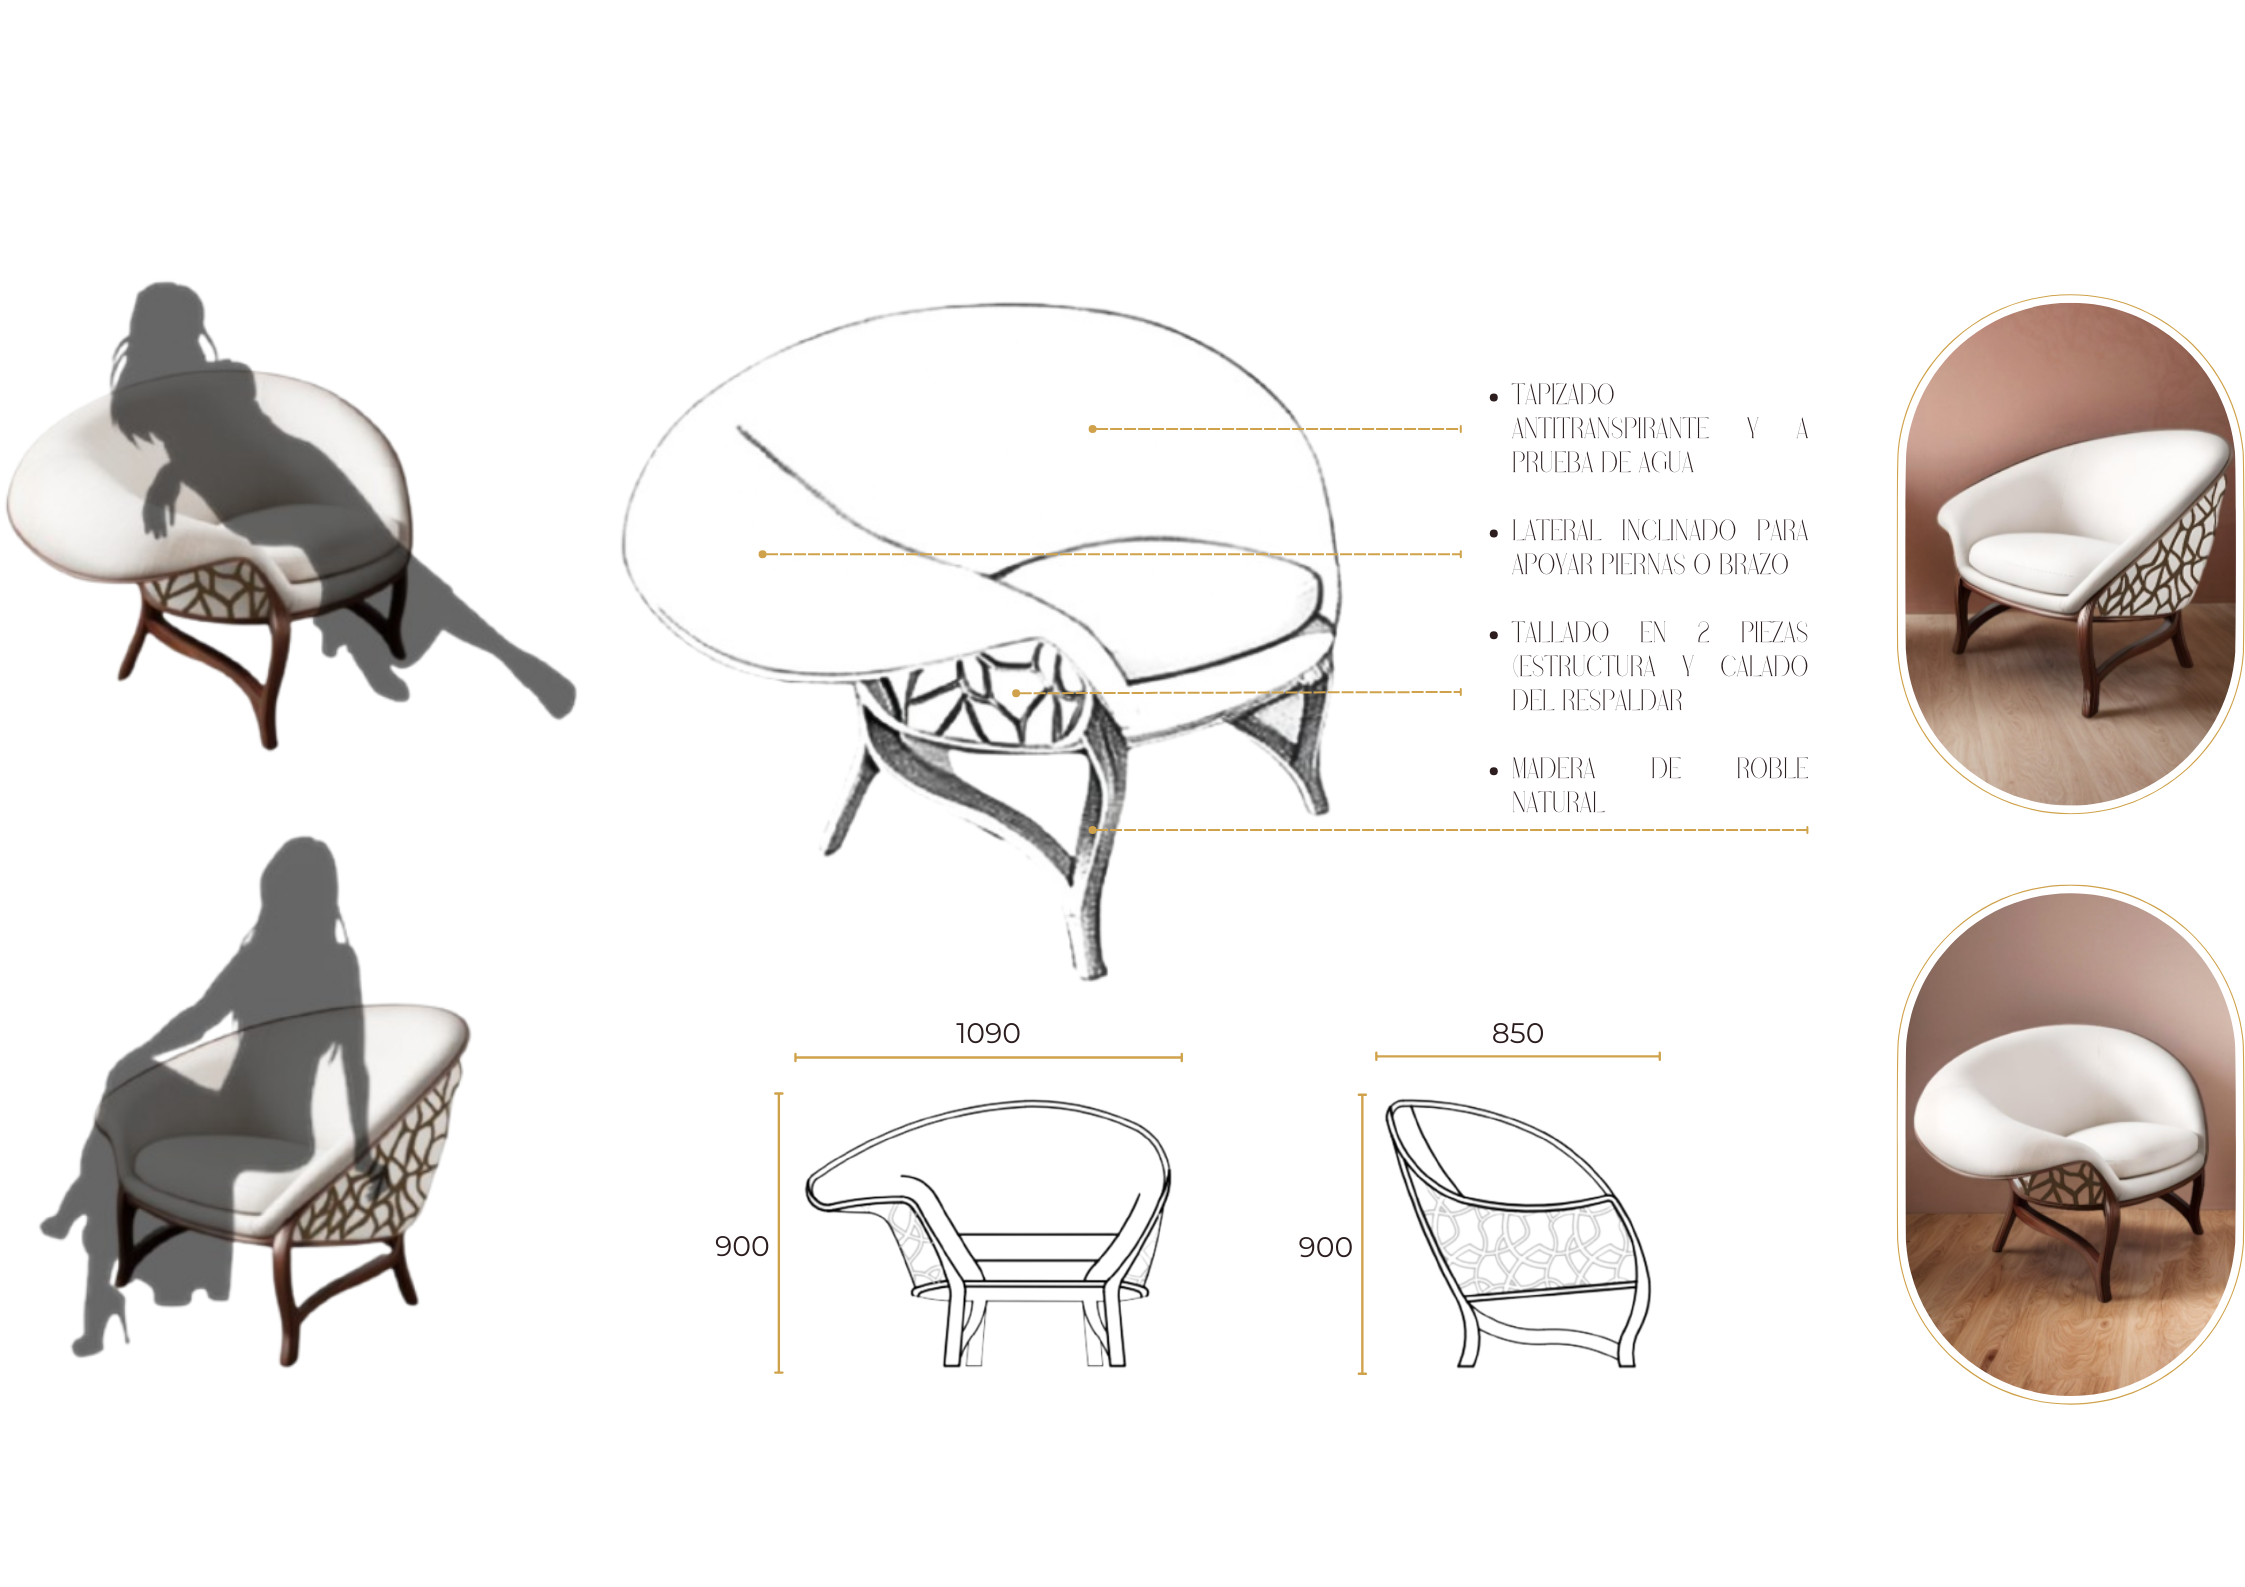 TAPIZADO
ANTITRANSPIRANTE Y A
PRUEBA DE AGUA
LATERAL INCLINADO PARA
APOYAR PIERNAS O BRAZO
TALLADO EN 2 PIEZAS
(ESTRUCTURA Y CALADO
DEL RESPALDAR
MADERA DE ROBLE
NATURAL
1090
850
900
900